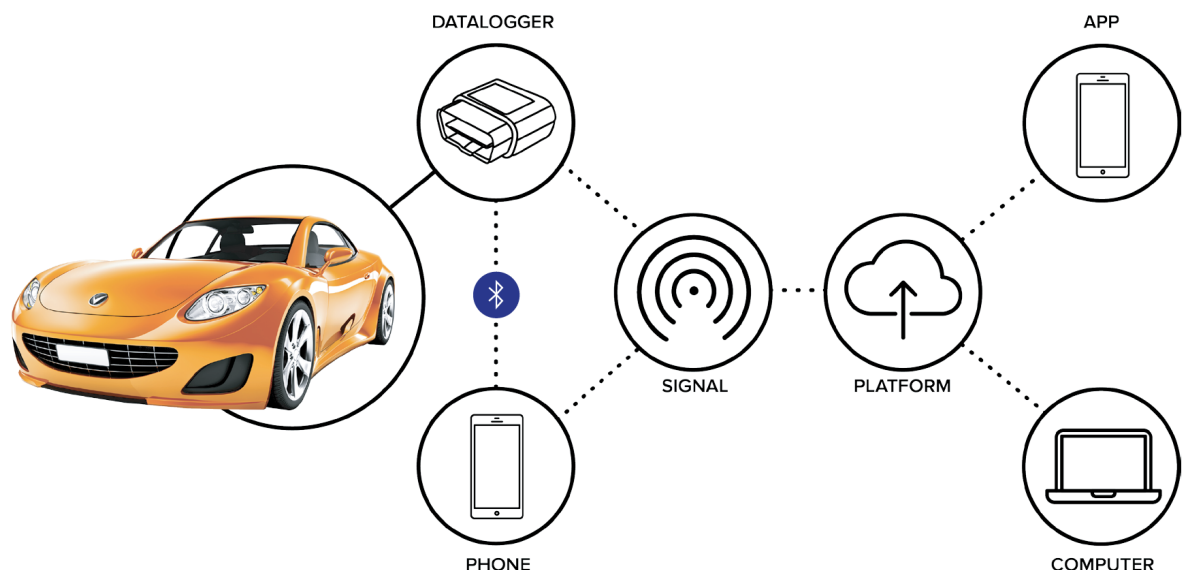 DATALOGGER
APP
SIGNAL
PLATFORM
PHONE
COMPUTER